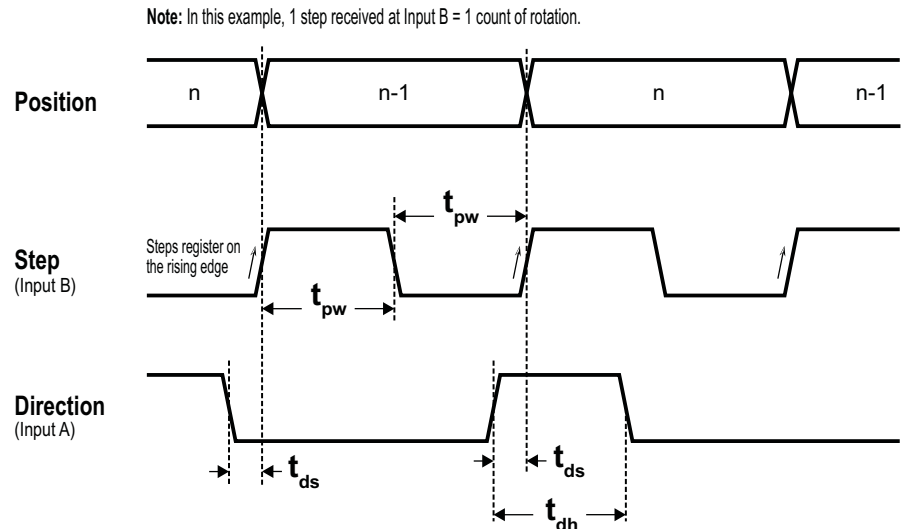 Note: In this example, 1 step received at Input B = 1 count of rotation.
Position
n
n-1
n
n-1
t pw
Step
(Input B)
Steps register on
the rising edge
t pw
Direction
(Input A)
t ds
t ds
t dh